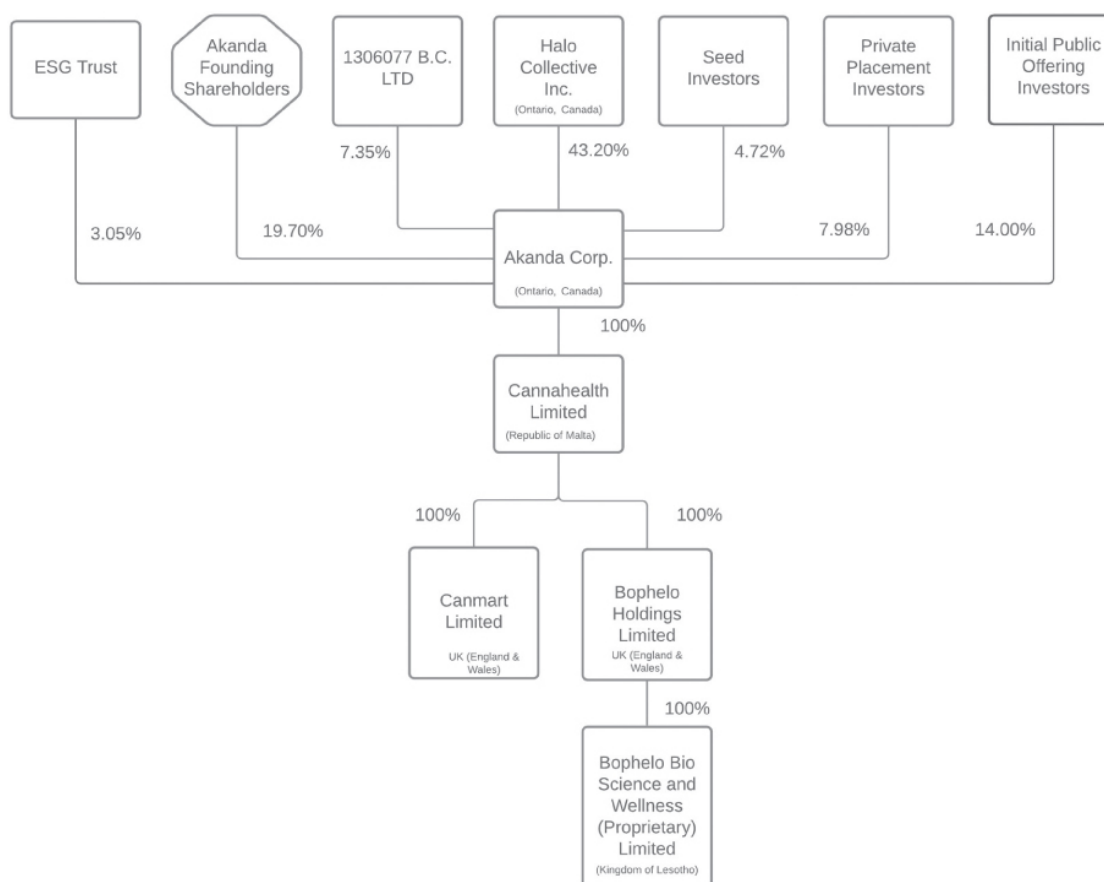 ESG Trust
Akanda
Founding
Shareholders
1306077 B.C.
LTD
Halo
Collective
Inc.
(Ontario, Canada)
Seed
Investors
Private
Placement
Investors
Initial Public
Offering
Investors
7.35%
43.20%
4.72%
3.05%
19.70%
7.98%
14.00%
Akanda Corp.
(Ontario, Canada)
100%
Cannahealth
Limited
(Republic of Malta)
100%
100%
Canmart
Limited
UK (England &
Wales)
Bophelo
Holdings
Limited
UK (England &
Wales)
100%
Bophelo Bio
Science and
Wellness
(Proprietary)
Limited
(Kingdom of Lesotho)